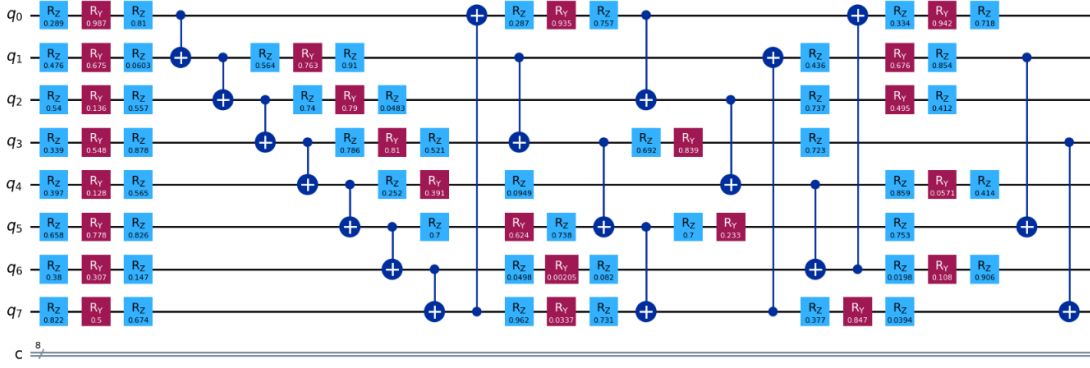 q0 RZ 0.289 RY 0.987 RZ 0.81 RZ 0.287 RY 0.935 RZ 0.757 RZ 0.334 RY 0.942 RZ 0.718
q1 RZ 0.476 RY 0.675 RZ 0.0603 RZ 0.564 RY 0.763 RZ 0.91 RZ 0.436 RY 0.676 RZ 0.854
q2 RZ 0.54 RY 0.136 RZ 0.557 RZ 0.74 RY 0.79 RZ 0.0483 RZ 0.737 RY 0.495 RZ 0.412
q3 RZ 0.339 RY 0.548 RZ 0.878 RZ 0.786 RY 0.81 RZ 0.521 RZ 0.692 RY 0.839 RZ 0.723
q4 RZ 0.397 RY 0.128 RZ 0.565 RZ 0.252 RY 0.391 RZ 0.0949 RZ 0.859 RY 0.0571 RZ 0.414
q5 RZ 0.658 RY 0.778 RZ 0.826 RZ 0.7 RY 0.624 RZ 0.738 RZ 0.7 RY 0.233 RZ 0.753
q6 RZ 0.38 RY 0.307 RZ 0.147 RZ 0.0498 RY 0.00205 RZ 0.082 RZ 0.0198 RY 0.108 RZ 0.906
q7 RZ 0.822 RY 0.5 RZ 0.674 RZ 0.962 RY 0.0337 RZ 0.731 RZ 0.377 RY 0.847 RZ 0.0394
8
c